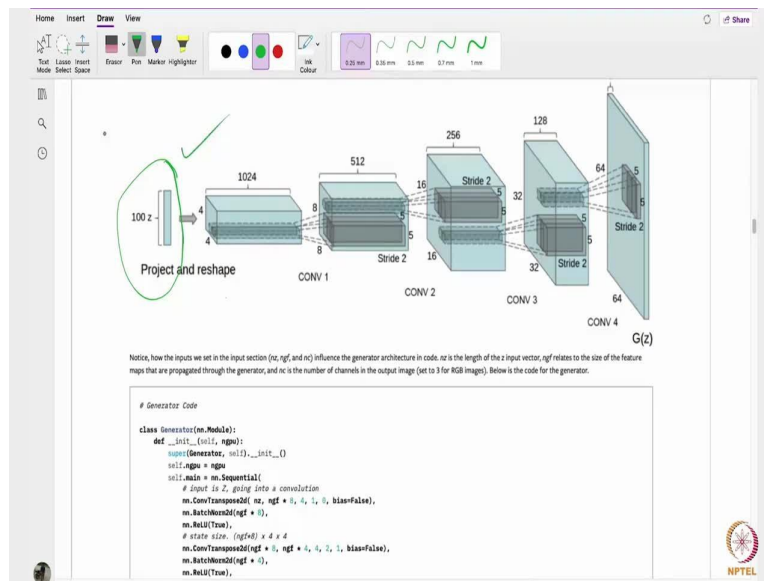 Home Insert Draw View
Share
Text Mode
Lasso Select
Insert Space
Eraser
Pen
Marker
Highlighter
Ink Colour
0.25 mm
0.35 mm
0.5 mm
0.7 mm
1 mm
100 z
Project and reshape
1024
4
4
512
8
8
5
5
Stride 2
CONV 1
256
16
16
Stride 2
5
5
CONV 2
128
32
32
5
5
Stride 2
CONV 3
64
64
5
5
Stride 2
CONV 4
G(z)
Notice, how the inputs we set in the input section (nz, ngf, and nc) influence the generator architecture in code. nz is the length of the z input vector, ngf relates to the size of the feature
maps that are propagated through the generator, and nc is the number of channels in the output image (set to 3 for RGB images). Below is the code for the generator.
# Generator Code
class Generator(nn.Module):
def __init__(self, ngpu):
super(Generator, self).__init__()
self.ngpu = ngpu
self.main = nn.Sequential(
# input is Z, going into a convolution
nn.ConvTranspose2d( nz, ngf * 8, 4, 1, 0, bias=False),
nn.BatchNorm2d(ngf * 8),
nn.ReLU(True),
# state size. (ngf*8) x 4 x 4
nn.ConvTranspose2d(ngf * 8, ngf * 4, 4, 2, 1, bias=False),
nn.BatchNorm2d(ngf * 4),
nn.ReLU(True),
NPTEL